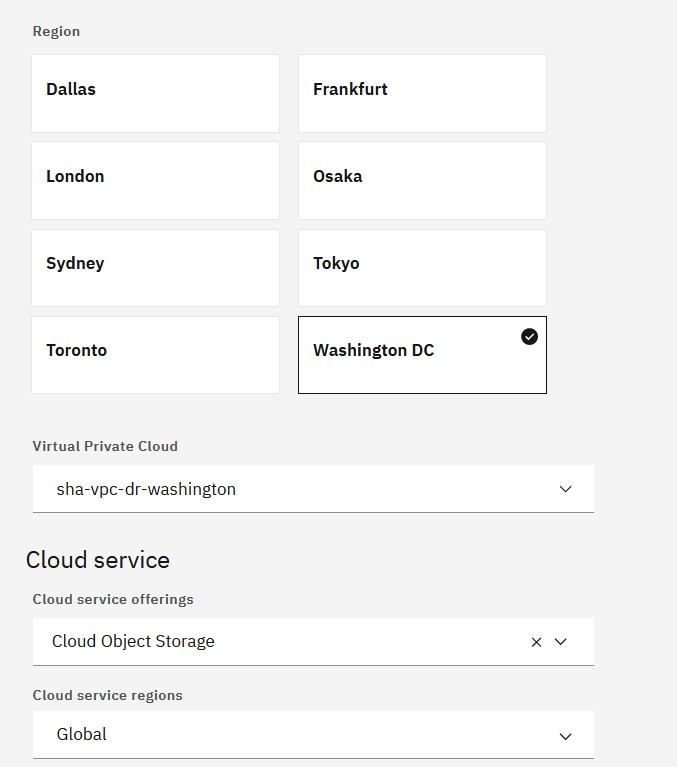 Region
Dallas
Frankfurt
London
Osaka
Sydney
Tokyo
Toronto
Washington DC
Virtual Private Cloud
sha-vpc-dr-washington
Cloud service
Cloud service offerings
Cloud Object Storage
Cloud service regions
Global